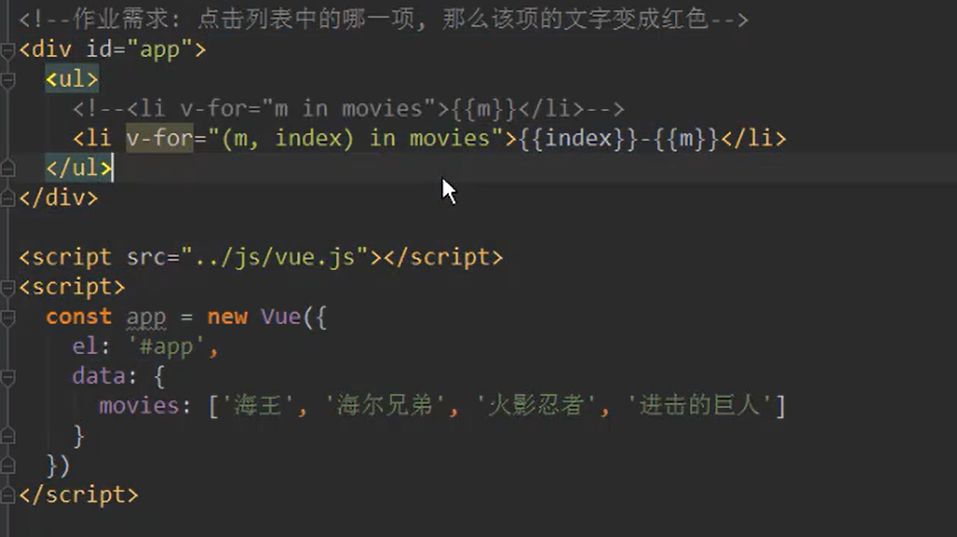 <!--作业需求: 点击列表中的哪一项, 那么该项的文字变成红色-->
<div id="app">
<ul>
<!--<li v-for="m in movies">{{m}}</li>-->
<li v-for="(m, index) in movies">{{index}}-{{m}}</li>
</ul>
</div>
<script src="../js/vue.js"></script>
<script>
const app = new Vue({
el: '#app',
data: {
movies: ['海王', '海尔兄弟', '火影忍者', '进击的巨人']
}
})
</script>